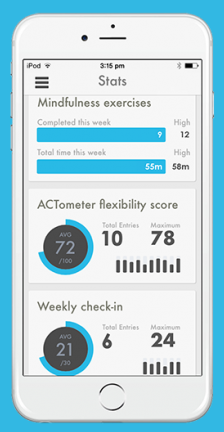 iPod 3:15 pm
Stats
Mindfulness exercises
Completed this week High
9 12
Total time this week High
55m 58m
ACTometer flexibility score
AVG
72
/100
Total Entries Maximum
10 78
Weekly check-in
AVG
21
/30
Total Entries Maximum
6 24